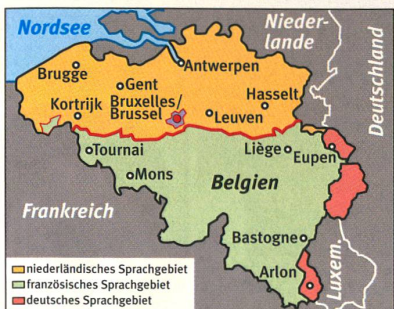 Nordsee
Nieder-
lande
Deutschland
Brugge
Gent
Antwerpen
Kortrijk
Bruxelles/
Brussel
Hasselt
Leuven
Tournai
Mons
Liège
Eupen
Belgien
Frankreich
Bastogne
Arlon
Luxem.
niederländisches Sprachgebiet
französisches Sprachgebiet
deutsches Sprachgebiet